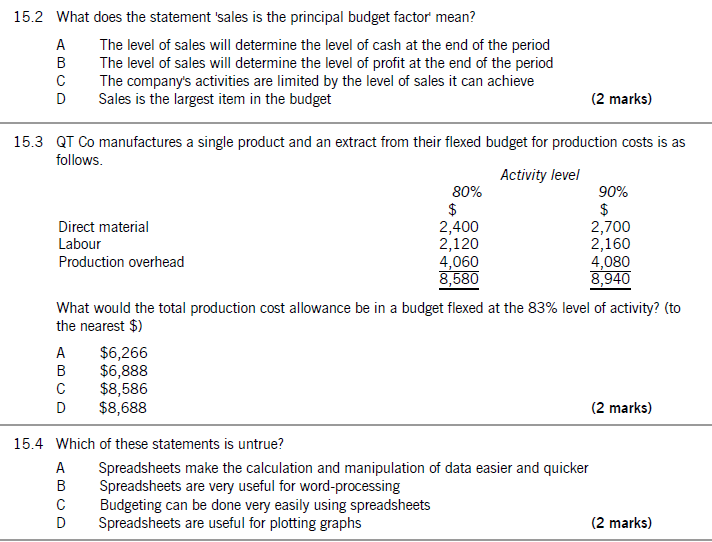 15.2 What does the statement 'sales is the principal budget factor' mean?
A The level of sales will determine the level of cash at the end of the period
B The level of sales will determine the level of profit at the end of the period
C The company's activities are limited by the level of sales it can achieve
D Sales is the largest item in the budget (2 marks)
15.3 QT Co manufactures a single product and an extract from their flexed budget for production costs is as
follows.
Activity level
80% 90%
$ $
Direct material 2,400 2,700
Labour 2,120 2,160
Production overhead 4,060 4,080
8,580 8,940
What would the total production cost allowance be in a budget flexed at the 83% level of activity? (to
the nearest $)
A $6,266
B $6,888
C $8,586
D $8,688 (2 marks)
15.4 Which of these statements is untrue?
A Spreadsheets make the calculation and manipulation of data easier and quicker
B Spreadsheets are very useful for word-processing
C Budgeting can be done very easily using spreadsheets
D Spreadsheets are useful for plotting graphs (2 marks)